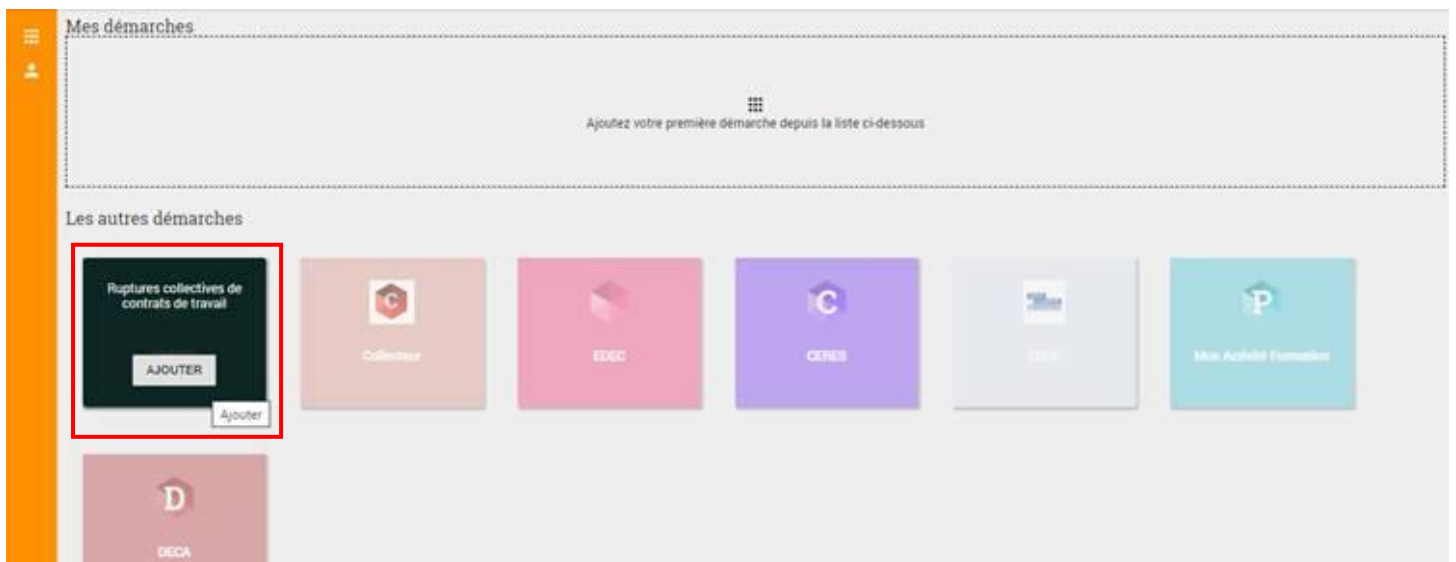 Mes démarches
Ajoutez votre première démarche depuis la liste ci-dessous
Les autres démarches
Ruptures collectives de
contrats de travail
AJOUTER
Ajouter
C
Collecteur
EDEC
C
CERES
P
Mon Activité Formation
D
DECA